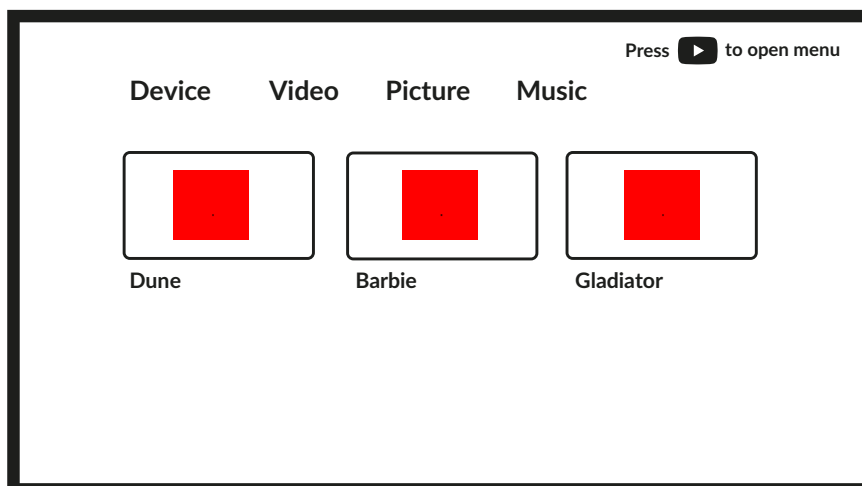 Press to open menu
Device Video Picture Music
Dune Barbie Gladiator